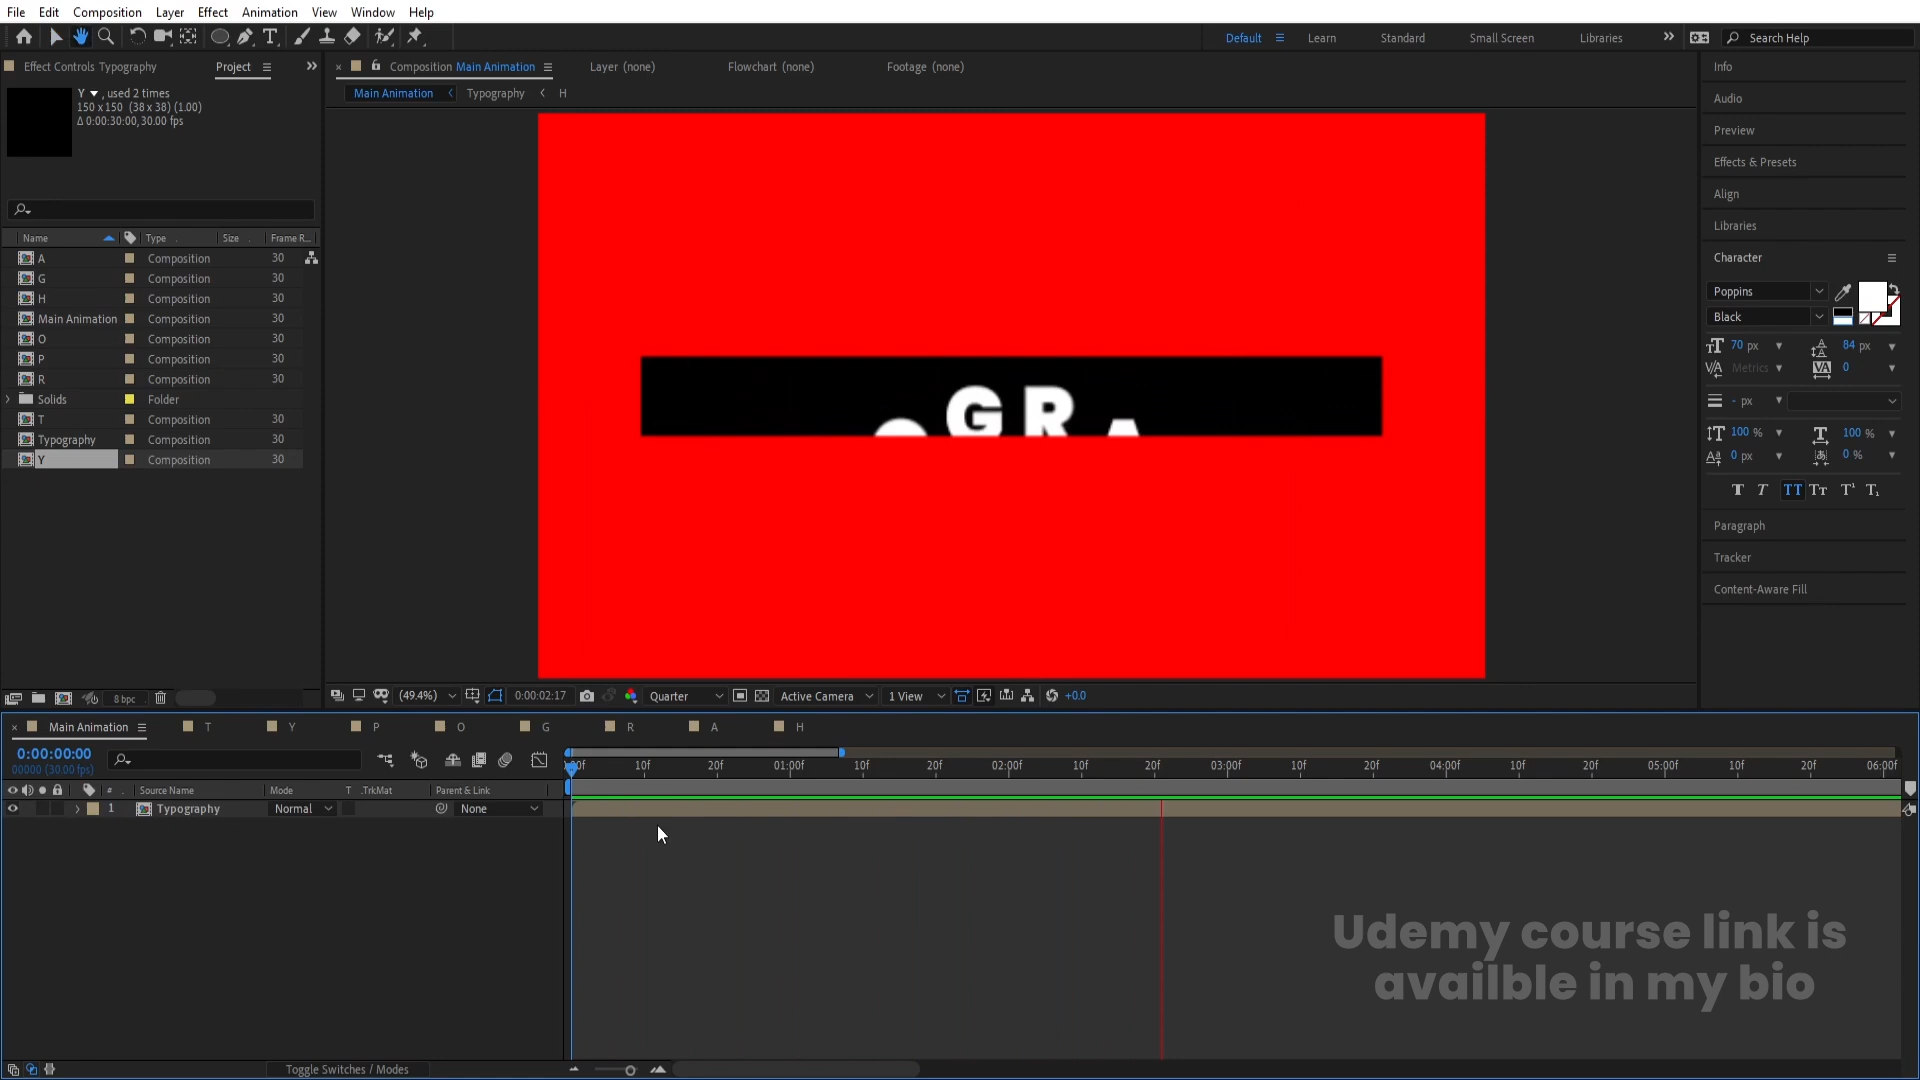 File Edit Composition Layer Effect Animation View Window Help
Default Learn Standard Small Screen Libraries Search Help
Effect Controls Typography Project
Composition Main Animation Layer (none) Flowchart (none) Footage (none)
Main Animation Typography H
Y , used 2 times
150 x 150 (38 x 38) (1.00)
Δ 0:00:30:00, 30.00 fps
Name Type Size Frame R...
A Composition 30
G Composition 30
H Composition 30
Main Animation Composition 30
O Composition 30
P Composition 30
R Composition 30
Solids Folder
T Composition 30
Typography Composition 30
Y Composition 30
8 bpc
G R A
(49.4%) 0:00:02:17 Quarter Active Camera 1 View +0.0
Info
Audio
Preview
Effects & Presets
Align
Libraries
Character
Poppins
Black
70 px 84 px
Metrics 0
- px
100 % 100 %
0 px 0 %
T T TT Tт T¹ T₁
Paragraph
Tracker
Content-Aware Fill
Main Animation T Y P O G R A H
0:00:00:00
00000 (30.00 fps)
10f 20f 01:00f 10f 20f 02:00f 10f 20f 03:00f 10f 20f 04:00f 10f 20f 05:00f 10f 20f 06:00f
# Source Name Mode T .TrkMat Parent & Link
1 Typography Normal None
Udemy course link is
availble in my bio
Toggle Switches / Modes